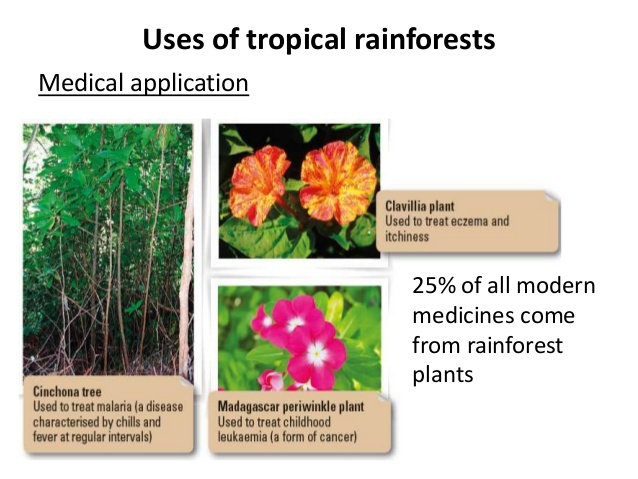 Uses of tropical rainforests
Medical application
Clavillia plant
Used to treat eczema and
itchiness
25% of all modern
medicines come
from rainforest
plants
Cinchona tree
Used to treat malaria (a disease
characterised by chills and
fever at regular intervals)
Madagascar periwinkle plant
Used to treat childhood
leukaemia (a form of cancer)